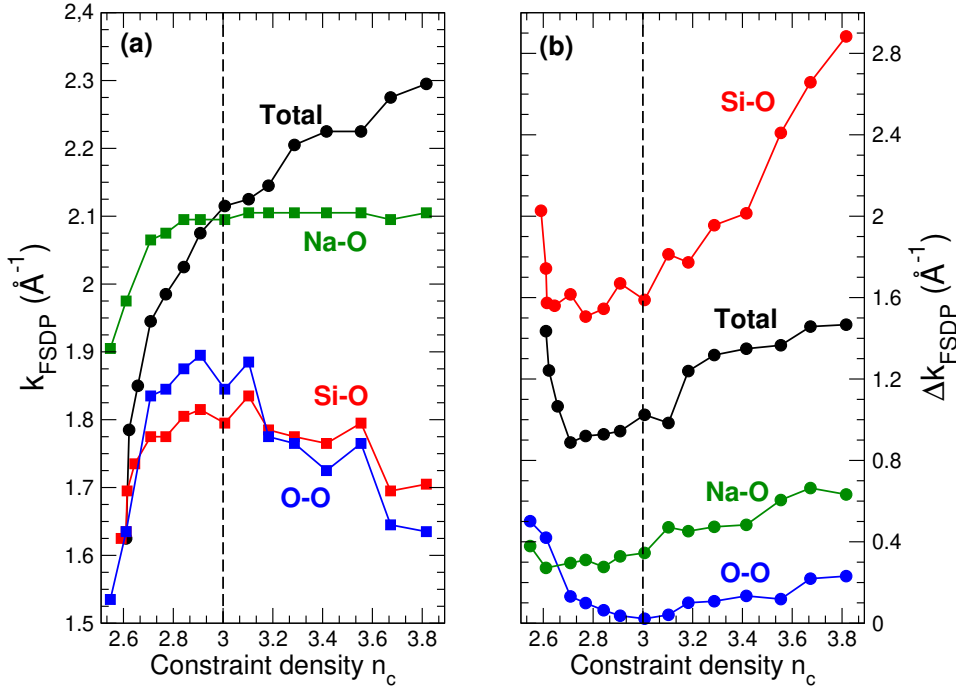 (a)
Total
Na-O
Si-O
O-O
k_FSDP (Å^-1)
2,4
2.3
2.2
2.1
2
1.9
1.8
1.7
1.6
1.5
2.6 2.8 3 3.2 3.4 3.6 3.8
Constraint density n_c
(b)
Si-O
Total
Na-O
O-O
2.8
2.4
2
1.6
1.2
0.8
0.4
0
Δk_FSDP (Å^-1)
2.6 2.8 3 3.2 3.4 3.6 3.8
Constraint density n_c